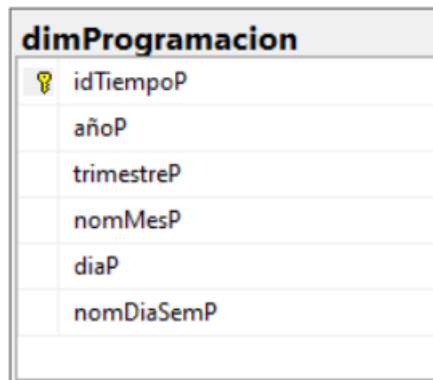 dimProgramacion
idTiempoP
añoP
trimestreP
nomMesP
diaP
nomDiaSemP